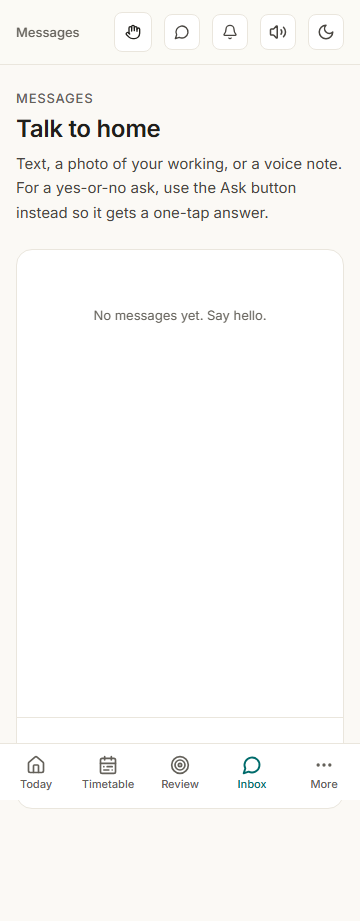 Messages
MESSAGES
Talk to home
Text, a photo of your working, or a voice note.
For a yes-or-no ask, use the Ask button
instead so it gets a one-tap answer.
No messages yet. Say hello.
Today
Timetable
Review
Inbox
More